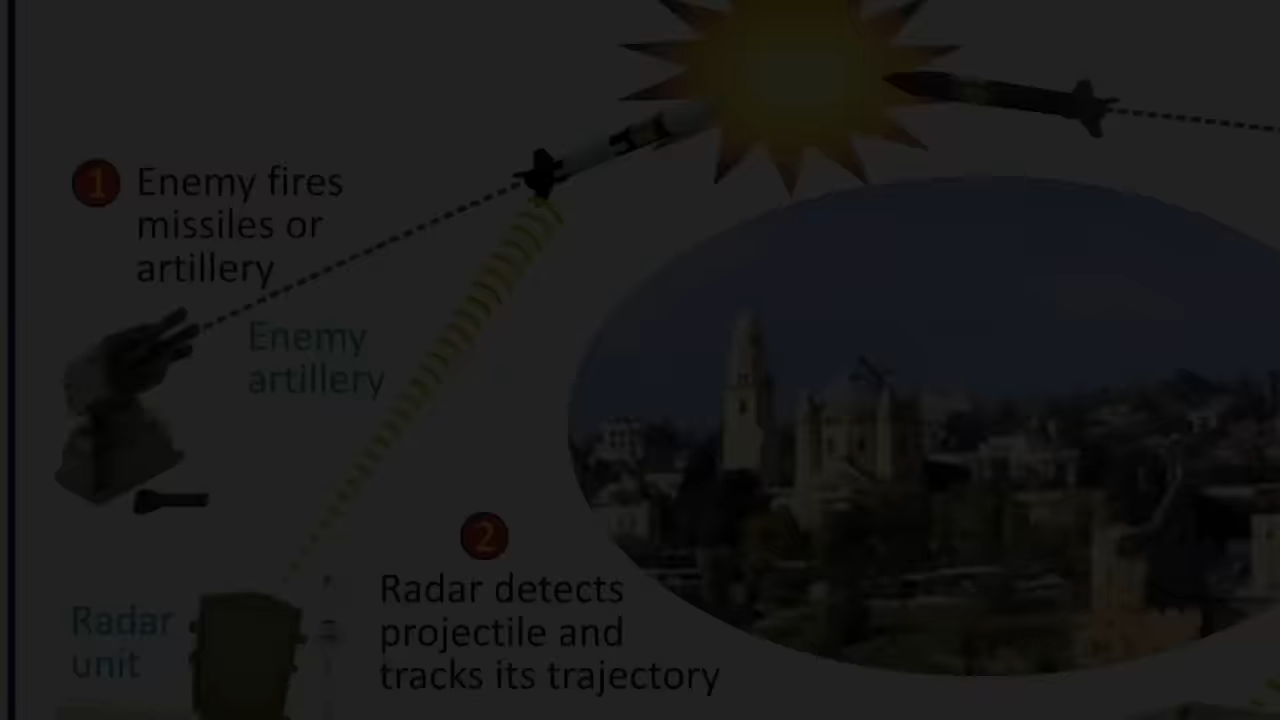 1 Enemy fires
missiles or
artillery
Enemy
artillery
2
Radar detects
projectile and
tracks its trajectory
Radar
unit